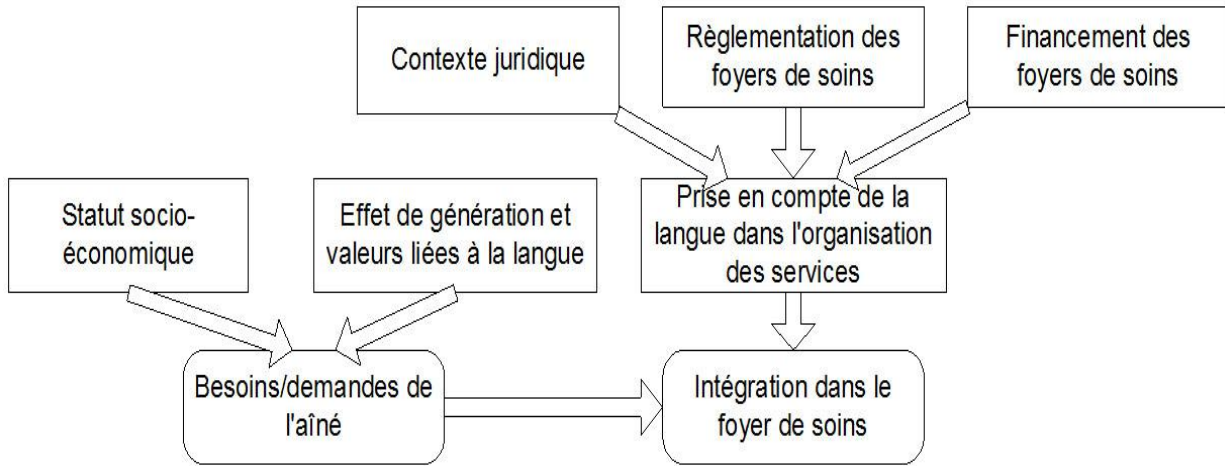 Contexte juridique
Règlementation des
foyers de soins
Financement des
foyers de soins
Statut socio-
économique
Effet de génération et
valeurs liées à la langue
Prise en compte de la
langue dans l'organisation
des services
Besoins/demandes de
l'aîné
Intégration dans le
foyer de soins